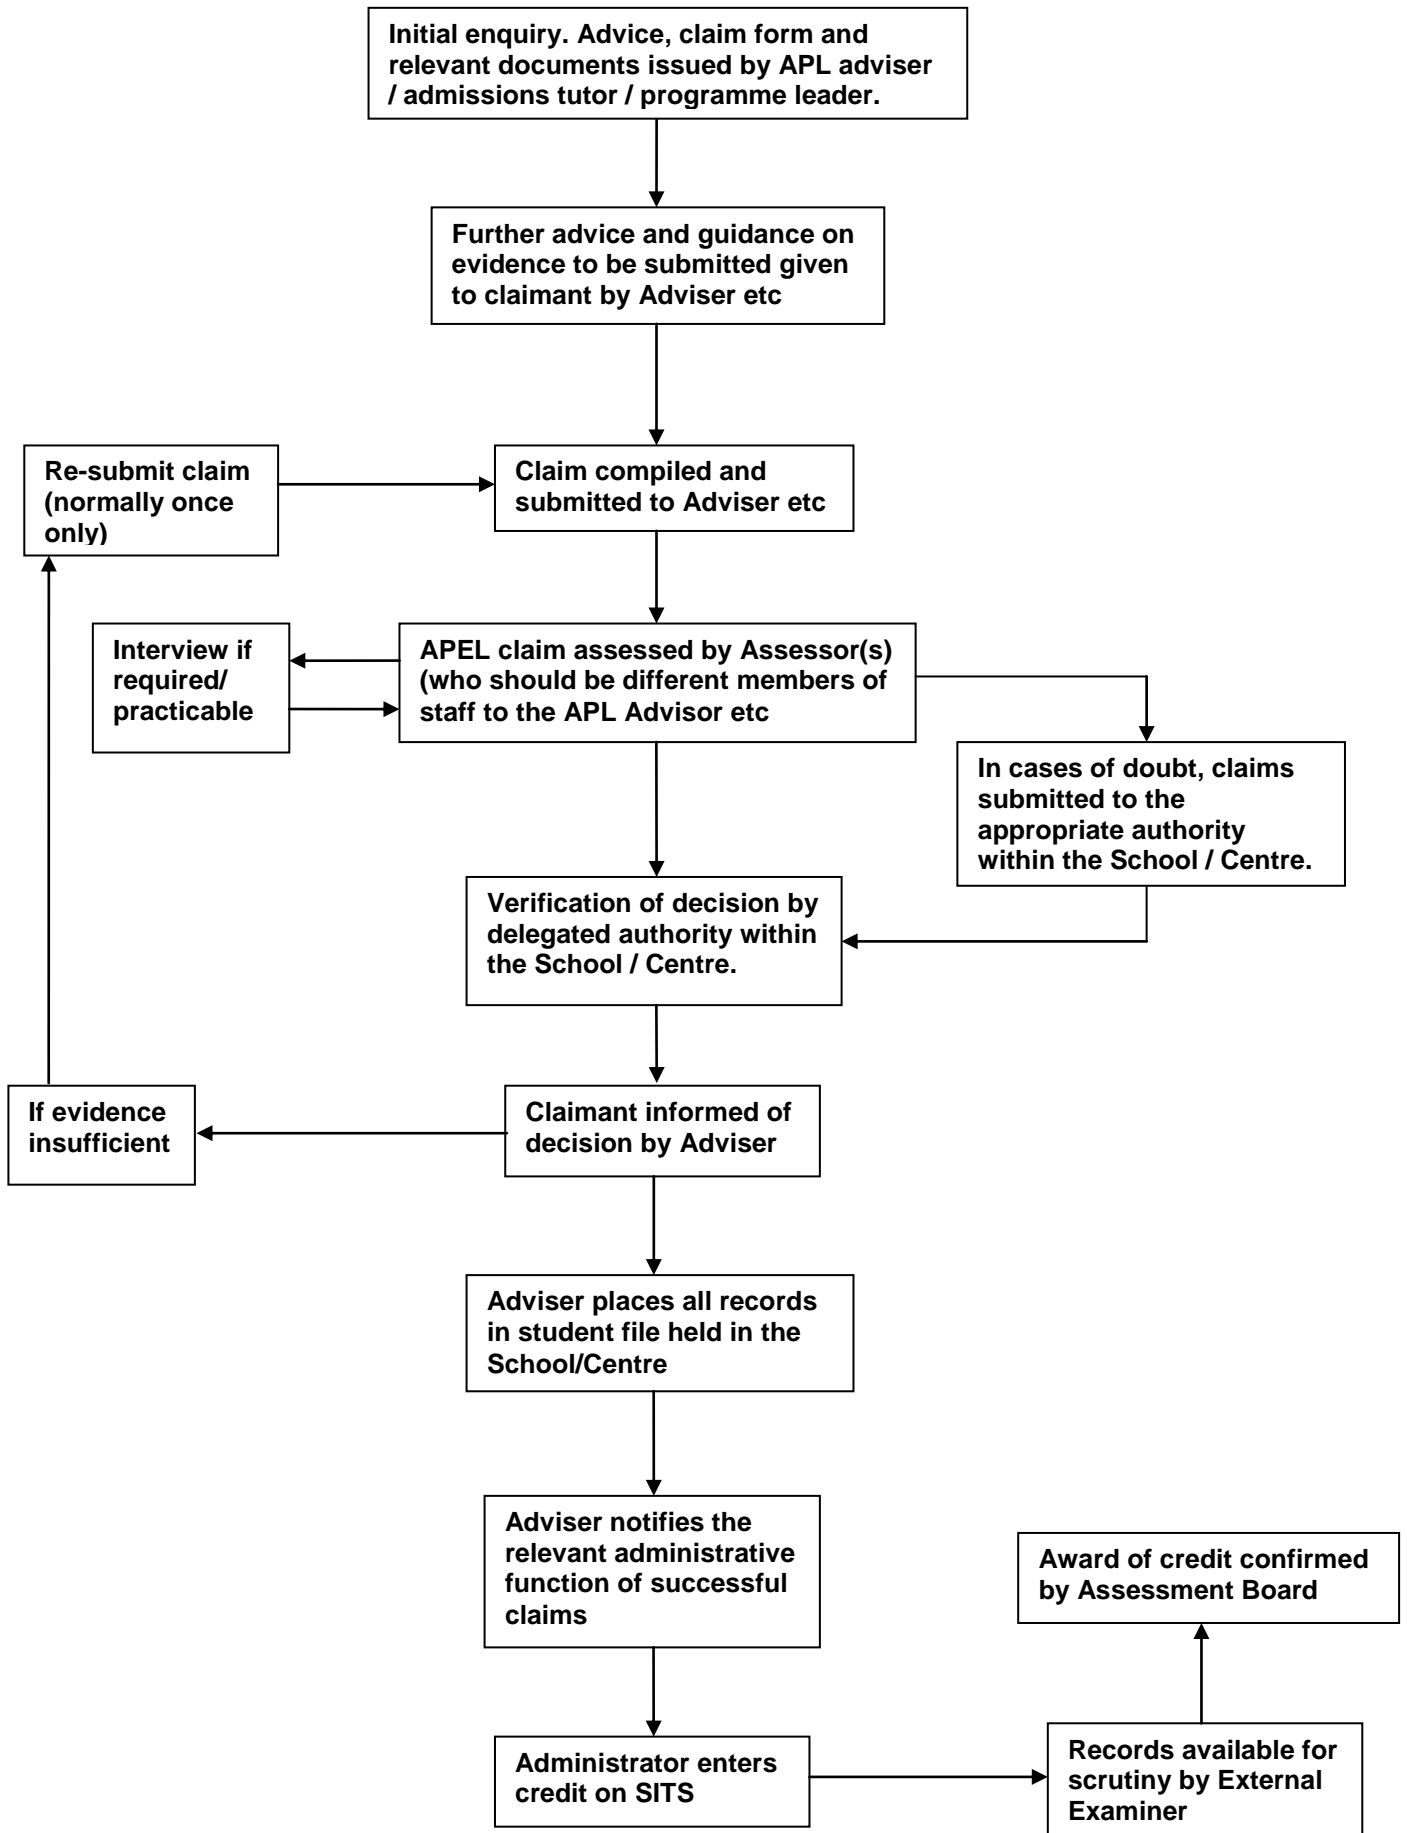 Initial enquiry. Advice, claim form and
relevant documents issued by APL adviser
/ admissions tutor / programme leader.
Further advice and guidance on
evidence to be submitted given
to claimant by Adviser etc
Re-submit claim
(normally once
only)
Claim compiled and
submitted to Adviser etc
Interview if
required/
practicable
APEL claim assessed by Assessor(s)
(who should be different members of
staff to the APL Advisor etc
In cases of doubt, claims
submitted to the
appropriate authority
within the School / Centre.
Verification of decision by
delegated authority within
the School / Centre.
If evidence
insufficient
Claimant informed of
decision by Adviser
Adviser places all records
in student file held in the
School/Centre
Adviser notifies the
relevant administrative
function of successful
claims
Award of credit confirmed
by Assessment Board
Administrator enters
credit on SITS
Records available for
scrutiny by External
Examiner